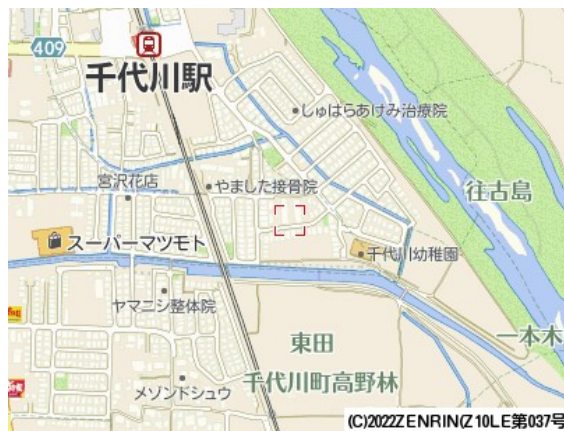 409
千代川駅
しゅはらあけみ治療院
宮沢花店
やました接骨院
往古島
スーパーマツモト
千代川幼稚園
ヤマニシ整体院
東田
一本木
千代川町高野林
メゾンドシュウ
(C)2022ZENRIN(Z10LE第037号